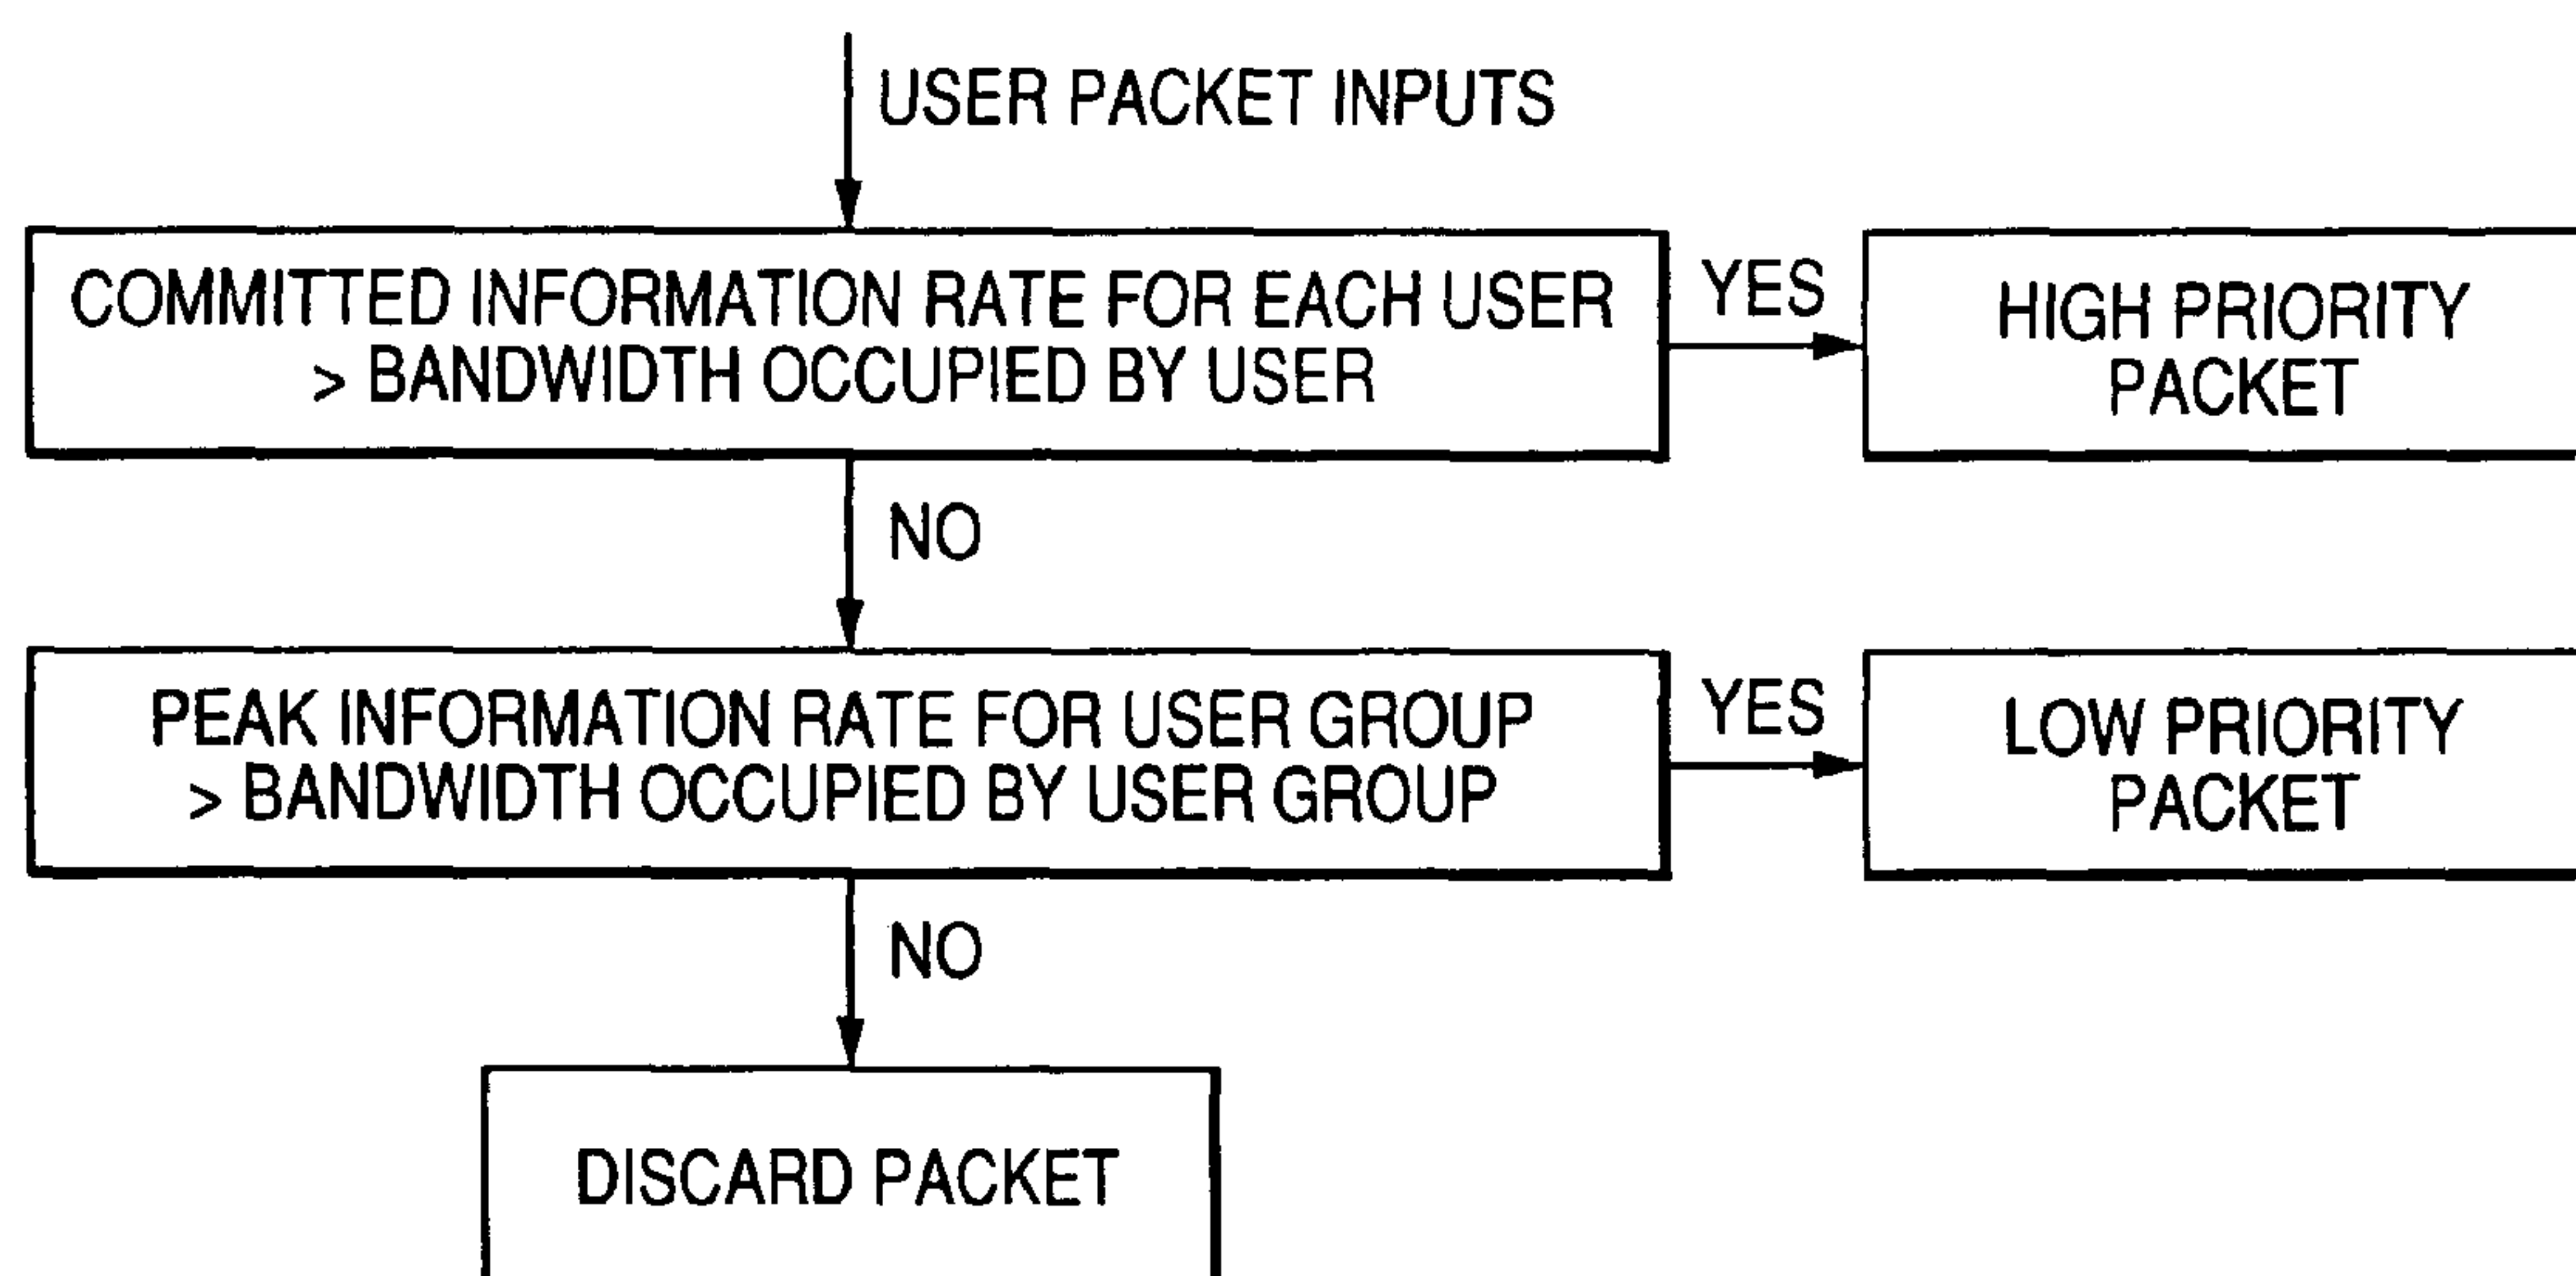 USER PACKET INPUTS
COMMITTED INFORMATION RATE FOR EACH USER
> BANDWIDTH OCCUPIED BY USER
YES
HIGH PRIORITY
PACKET
NO
PEAK INFORMATION RATE FOR USER GROUP
> BANDWIDTH OCCUPIED BY USER GROUP
YES
LOW PRIORITY
PACKET
NO
DISCARD PACKET